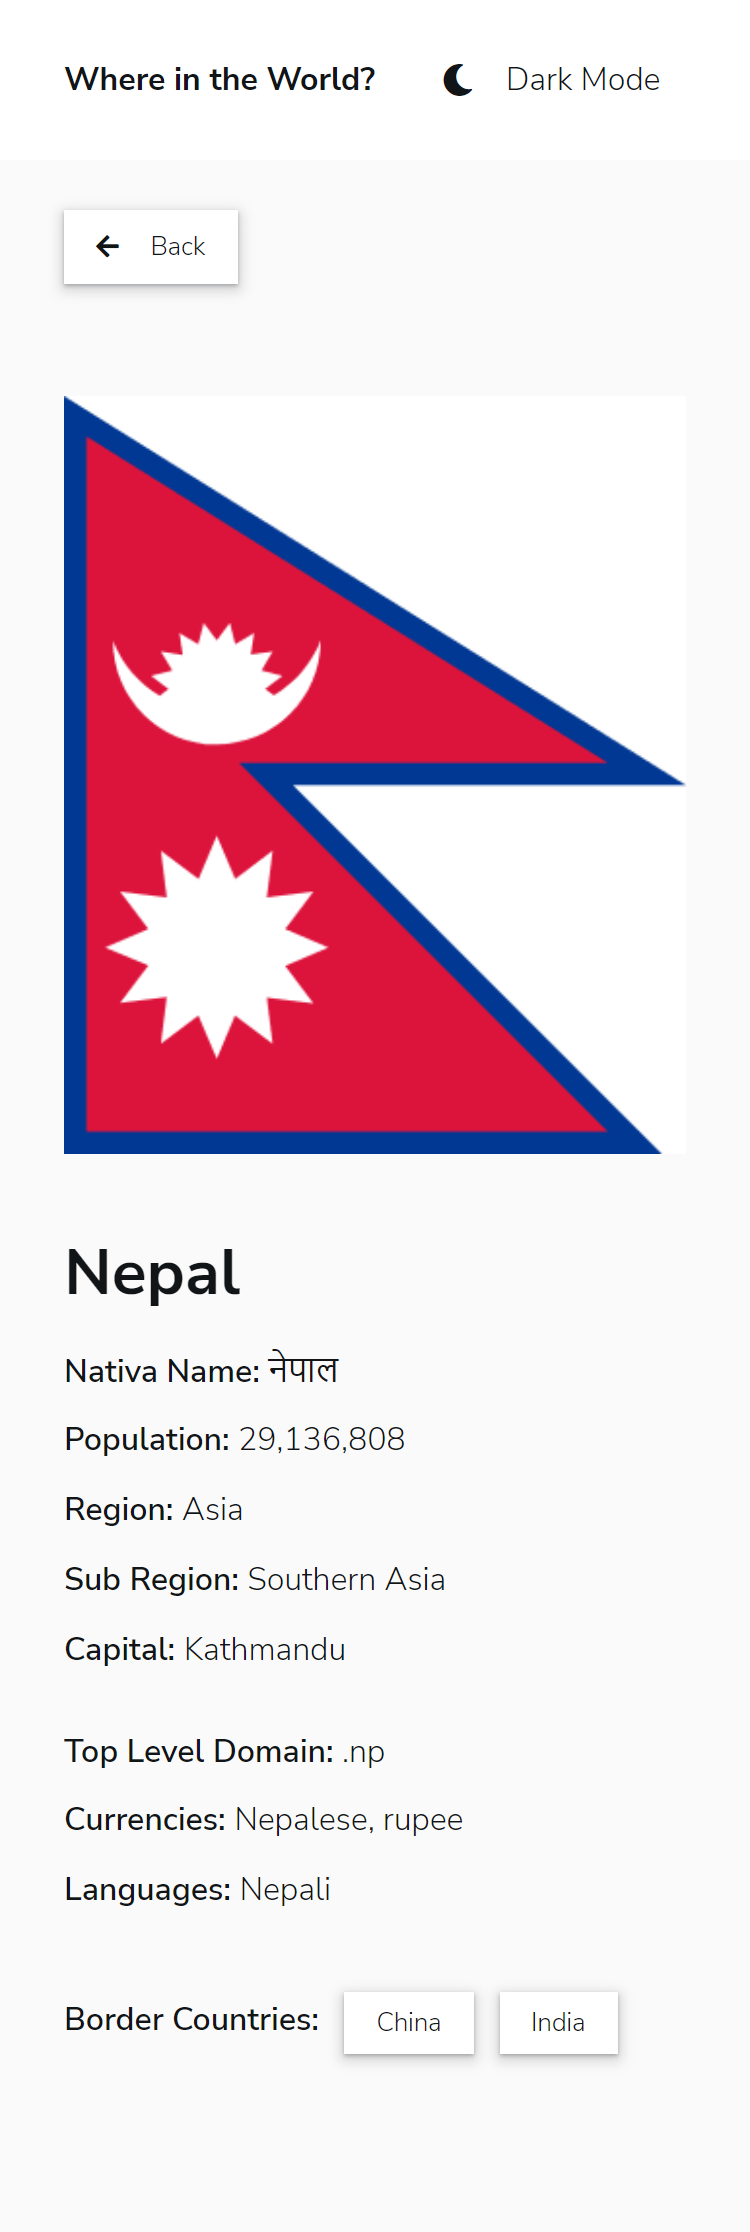 Where in the World? Dark Mode
Back
Nepal
Nativa Name: नेपाल
Population: 29,136,808
Region: Asia
Sub Region: Southern Asia
Capital: Kathmandu
Top Level Domain: .np
Currencies: Nepalese, rupee
Languages: Nepali
Border Countries: China India